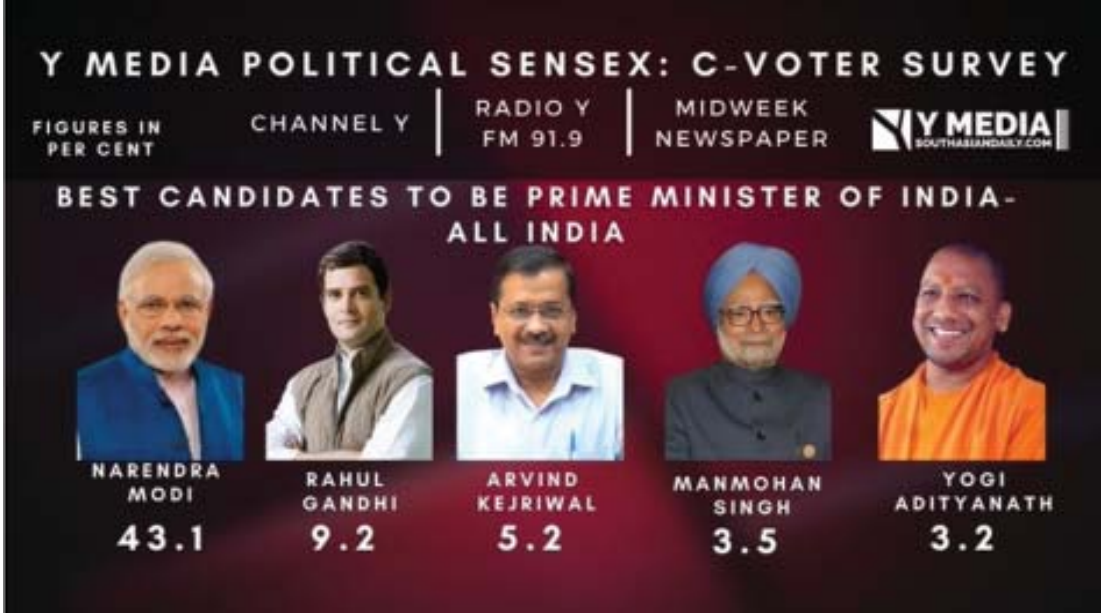 Y MEDIA POLITICAL SENSEX: C-VOTER SURVEY
FIGURES IN
PER CENT
CHANNEL Y
RADIO Y
FM 91.9
MIDWEEK
NEWSPAPER
Y MEDIA
SOUTHASIANDAILY.COM
BEST CANDIDATES TO BE PRIME MINISTER OF INDIA-
ALL INDIA
NARENDRA
MODI
43.1
RAHUL
GANDHI
9.2
ARVIND
KEJRIWAL
5.2
MANMOHAN
SINGH
3.5
YOGI
ADITYANATH
3.2